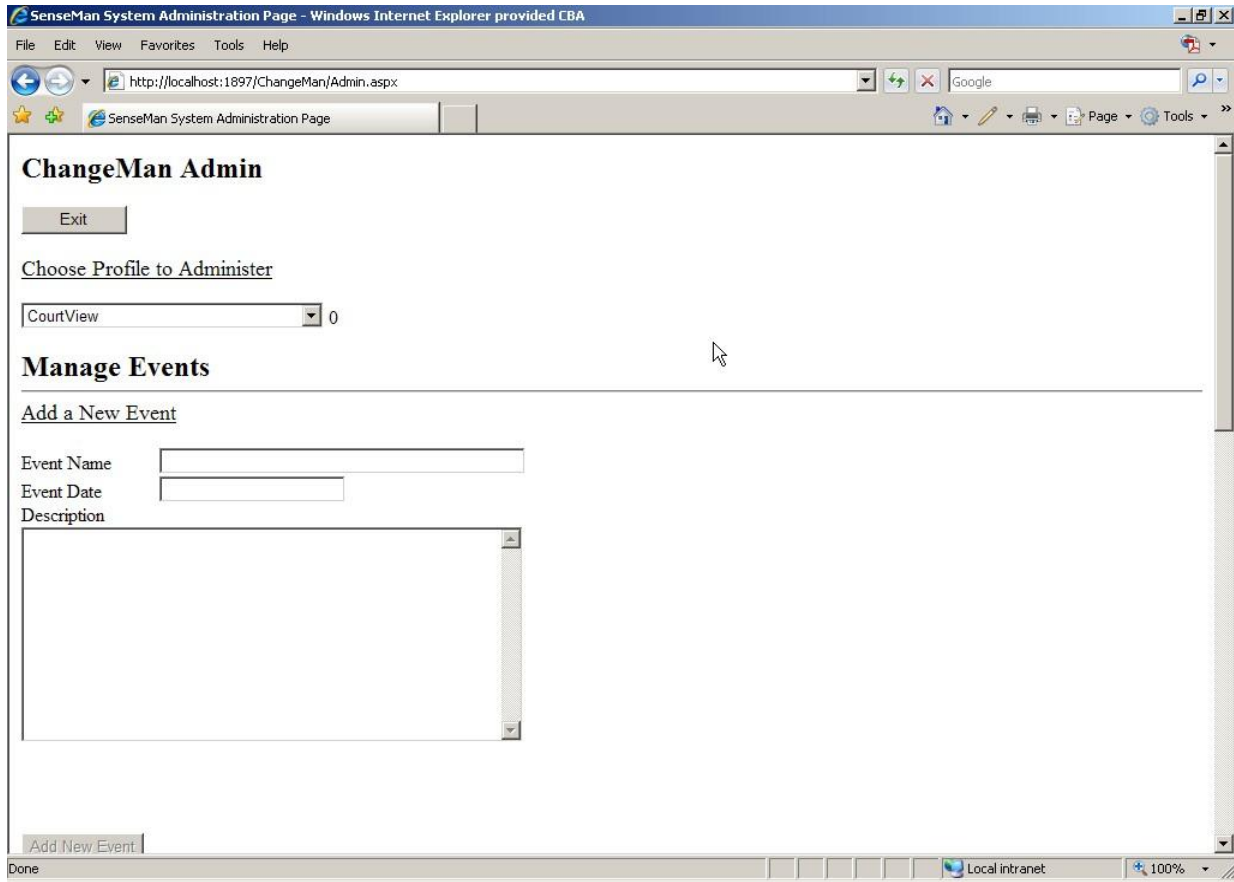 SenseMan System Administration Page - Windows Internet Explorer provided CBA
File Edit View Favorites Tools Help
http://localhost:1897/ChangeMan/Admin.aspx
Google
SenseMan System Administration Page
Page
Tools
ChangeMan Admin
Exit
Choose Profile to Administer
CourtView 0
Manage Events
Add a New Event
Event Name
Event Date
Description
Add New Event
Done Local intranet 100%